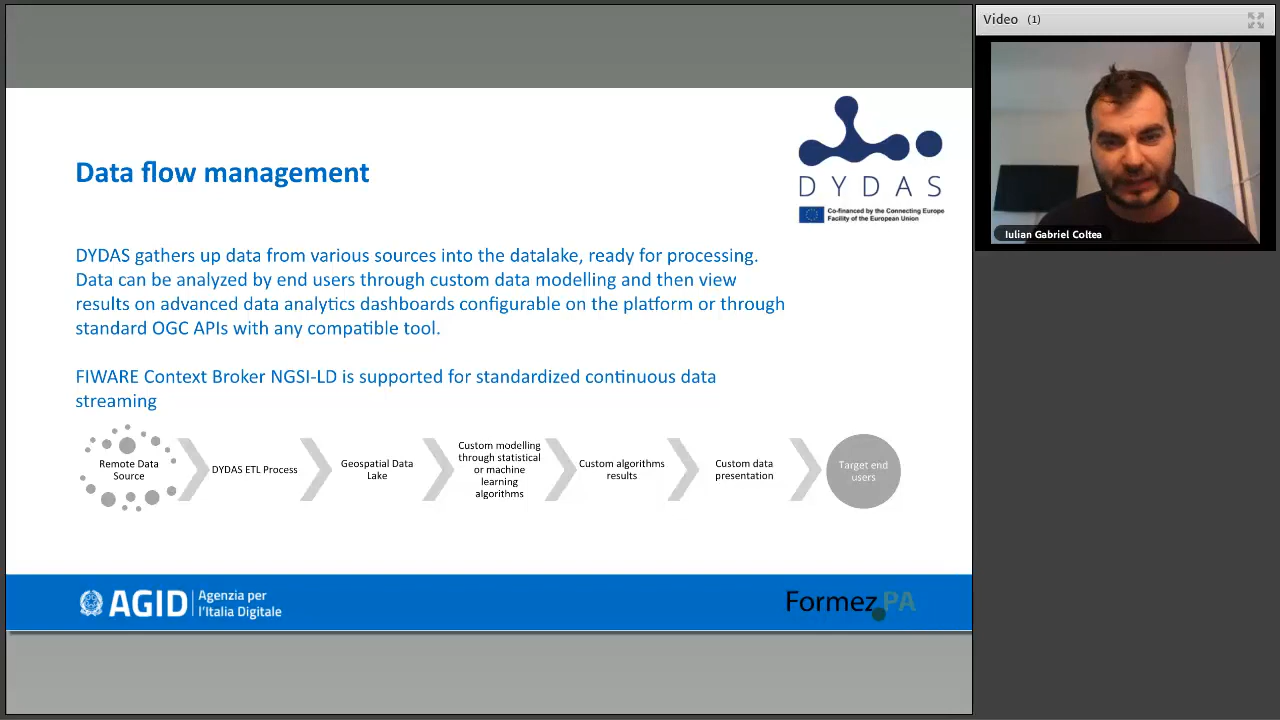 Video (1)
Iulian Gabriel Coltea
DYDAS
Co-financed by the Connecting Europe
Facility of the European Union
Data flow management
DYDAS gathers up data from various sources into the datalake, ready for processing.
Data can be analyzed by end users through custom data modelling and then view
results on advanced data analytics dashboards configurable on the platform or through
standard OGC APIs with any compatible tool.
FIWARE Context Broker NGSI-LD is supported for standardized continuous data
streaming
Remote Data
Source
DYDAS ETL Process
Geospatial Data
Lake
Custom modelling
through statistical
or machine
learning
algorithms
Custom algorithms
results
Custom data
presentation
Target end
users
AGID
Agenzia per
l'Italia Digitale
Formez PA